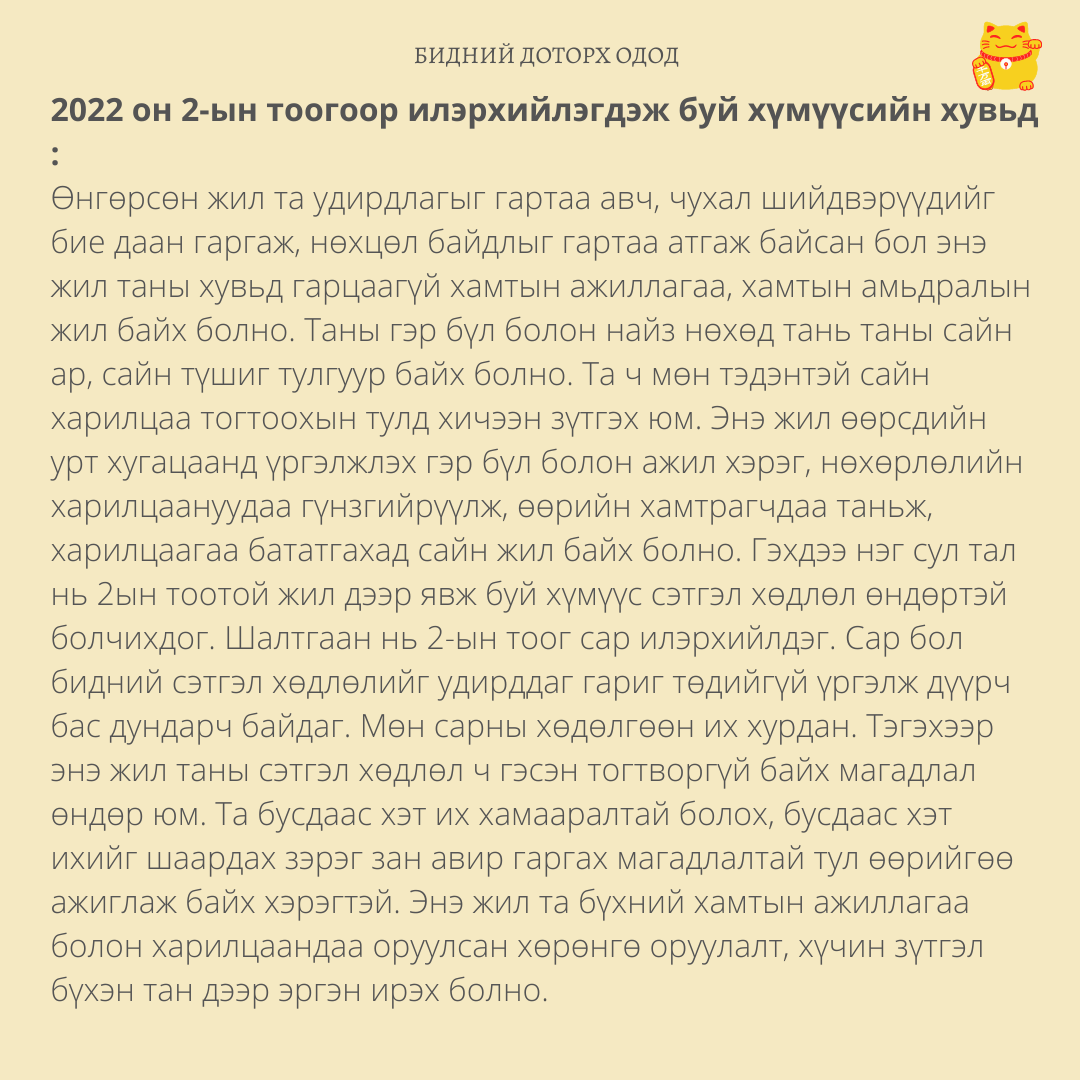 БИДНИЙ ДОТОРХ ОДОД
2022 он 2-ын тоогоор илэрхийлэгдэж буй хүмүүсийн хувьд
:
Өнгөрсөн жил та удирдлагыг гартаа авч, чухал шийдвэрүүдийг
бие даан гаргаж, нөхцөл байдлыг гартаа атгаж байсан бол энэ
жил таны хувьд гарцаагүй хамтын ажиллагаа, хамтын амьдралын
жил байх болно. Таны гэр бүл болон найз нөхөд тань таны сайн
ар, сайн түшиг тулгуур байх болно. Та ч мөн тэдэнтэй сайн
харилцаа тогтоохын тулд хичээн зүтгэх юм. Энэ жил өөрсдийн
урт хугацаанд үргэлжлэх гэр бүл болон ажил хэрэг, нөхөрлөлийн
харилцаануудаа гүнзгийрүүлж, өөрийн хамтрагчдаа таньж,
харилцаагаа бататгахад сайн жил байх болно. Гэхдээ нэг сул тал
нь 2ын тоотой жил дээр явж буй хүмүүс сэтгэл хөдлөл өндөртэй
болчихдог. Шалтгаан нь 2-ын тоог сар илэрхийлдэг. Сар бол
бидний сэтгэл хөдлөлийг удирддаг гариг төдийгүй үргэлж дүүрч
бас дундарч байдаг. Мөн сарны хөдөлгөөн их хурдан. Тэгэхээр
энэ жил таны сэтгэл хөдлөл ч гэсэн тогтворгүй байх магадлал
өндөр юм. Та бусдаас хэт их хамааралтай болох, бусдаас хэт
ихийг шаардах зэрэг зан авир гаргах магадлалтай тул өөрийгөө
ажиглаж байх хэрэгтэй. Энэ жил та бүхний хамтын ажиллагаа
болон харилцаандаа оруулсан хөрөнгө оруулалт, хүчин зүтгэл
бүхэн тан дээр эргэн ирэх болно.